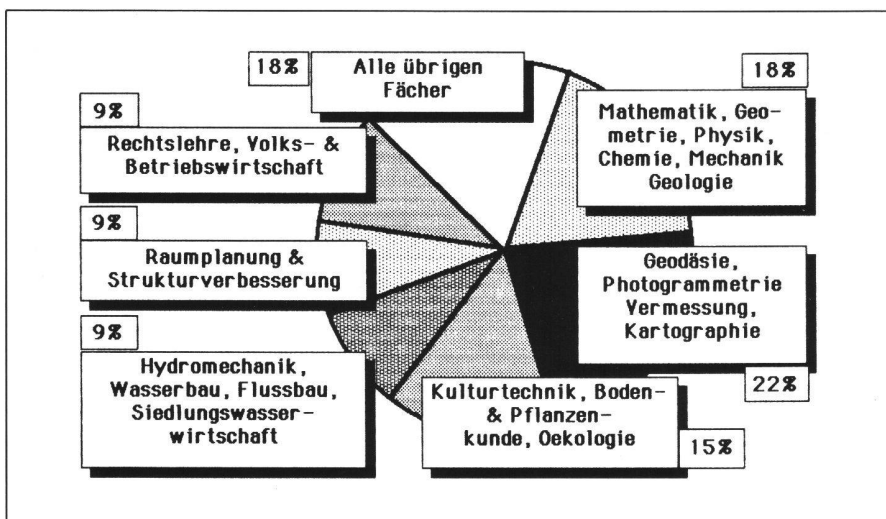 18%
Alle übrigen
Fächer
18%
Mathematik, Geo-
metrie, Physik,
Chemie, Mechanik
Geologie
Geodäsie,
Photogrammetrie
Vermessung,
Kartographie
22%
Kulturtechnik, Boden-
& Pflanzen-
kunde, Oekologie
15%
9%
Hydromechanik,
Wasserbau, Flussbau,
Siedlungswasser-
wirtschaft
9%
Raumplanung &
Strukturverbesserung
9%
Rechtslehre, Volks- &
Betriebswirtschaft